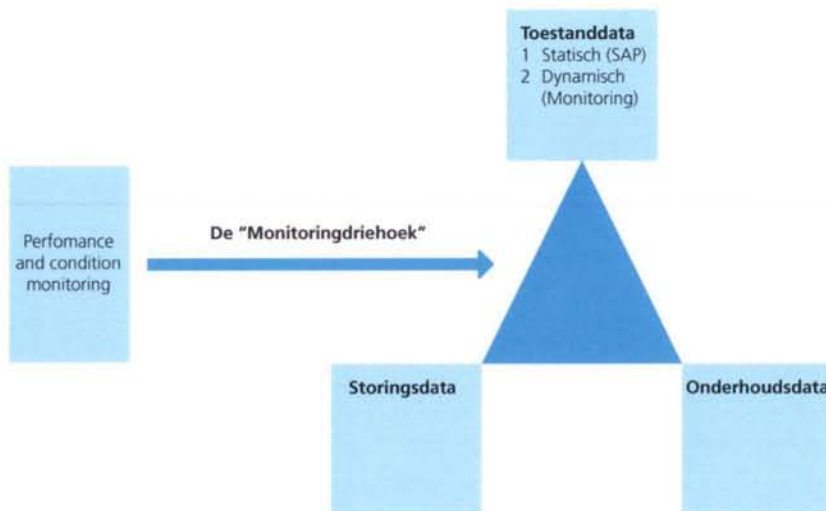 Toestanddata
1 Statisch (SAP)
2 Dynamisch
(Monitoring)
De "Monitoringdriehoek"
Perfomance
and condition
monitoring
Storingsdata
Onderhoudsdata